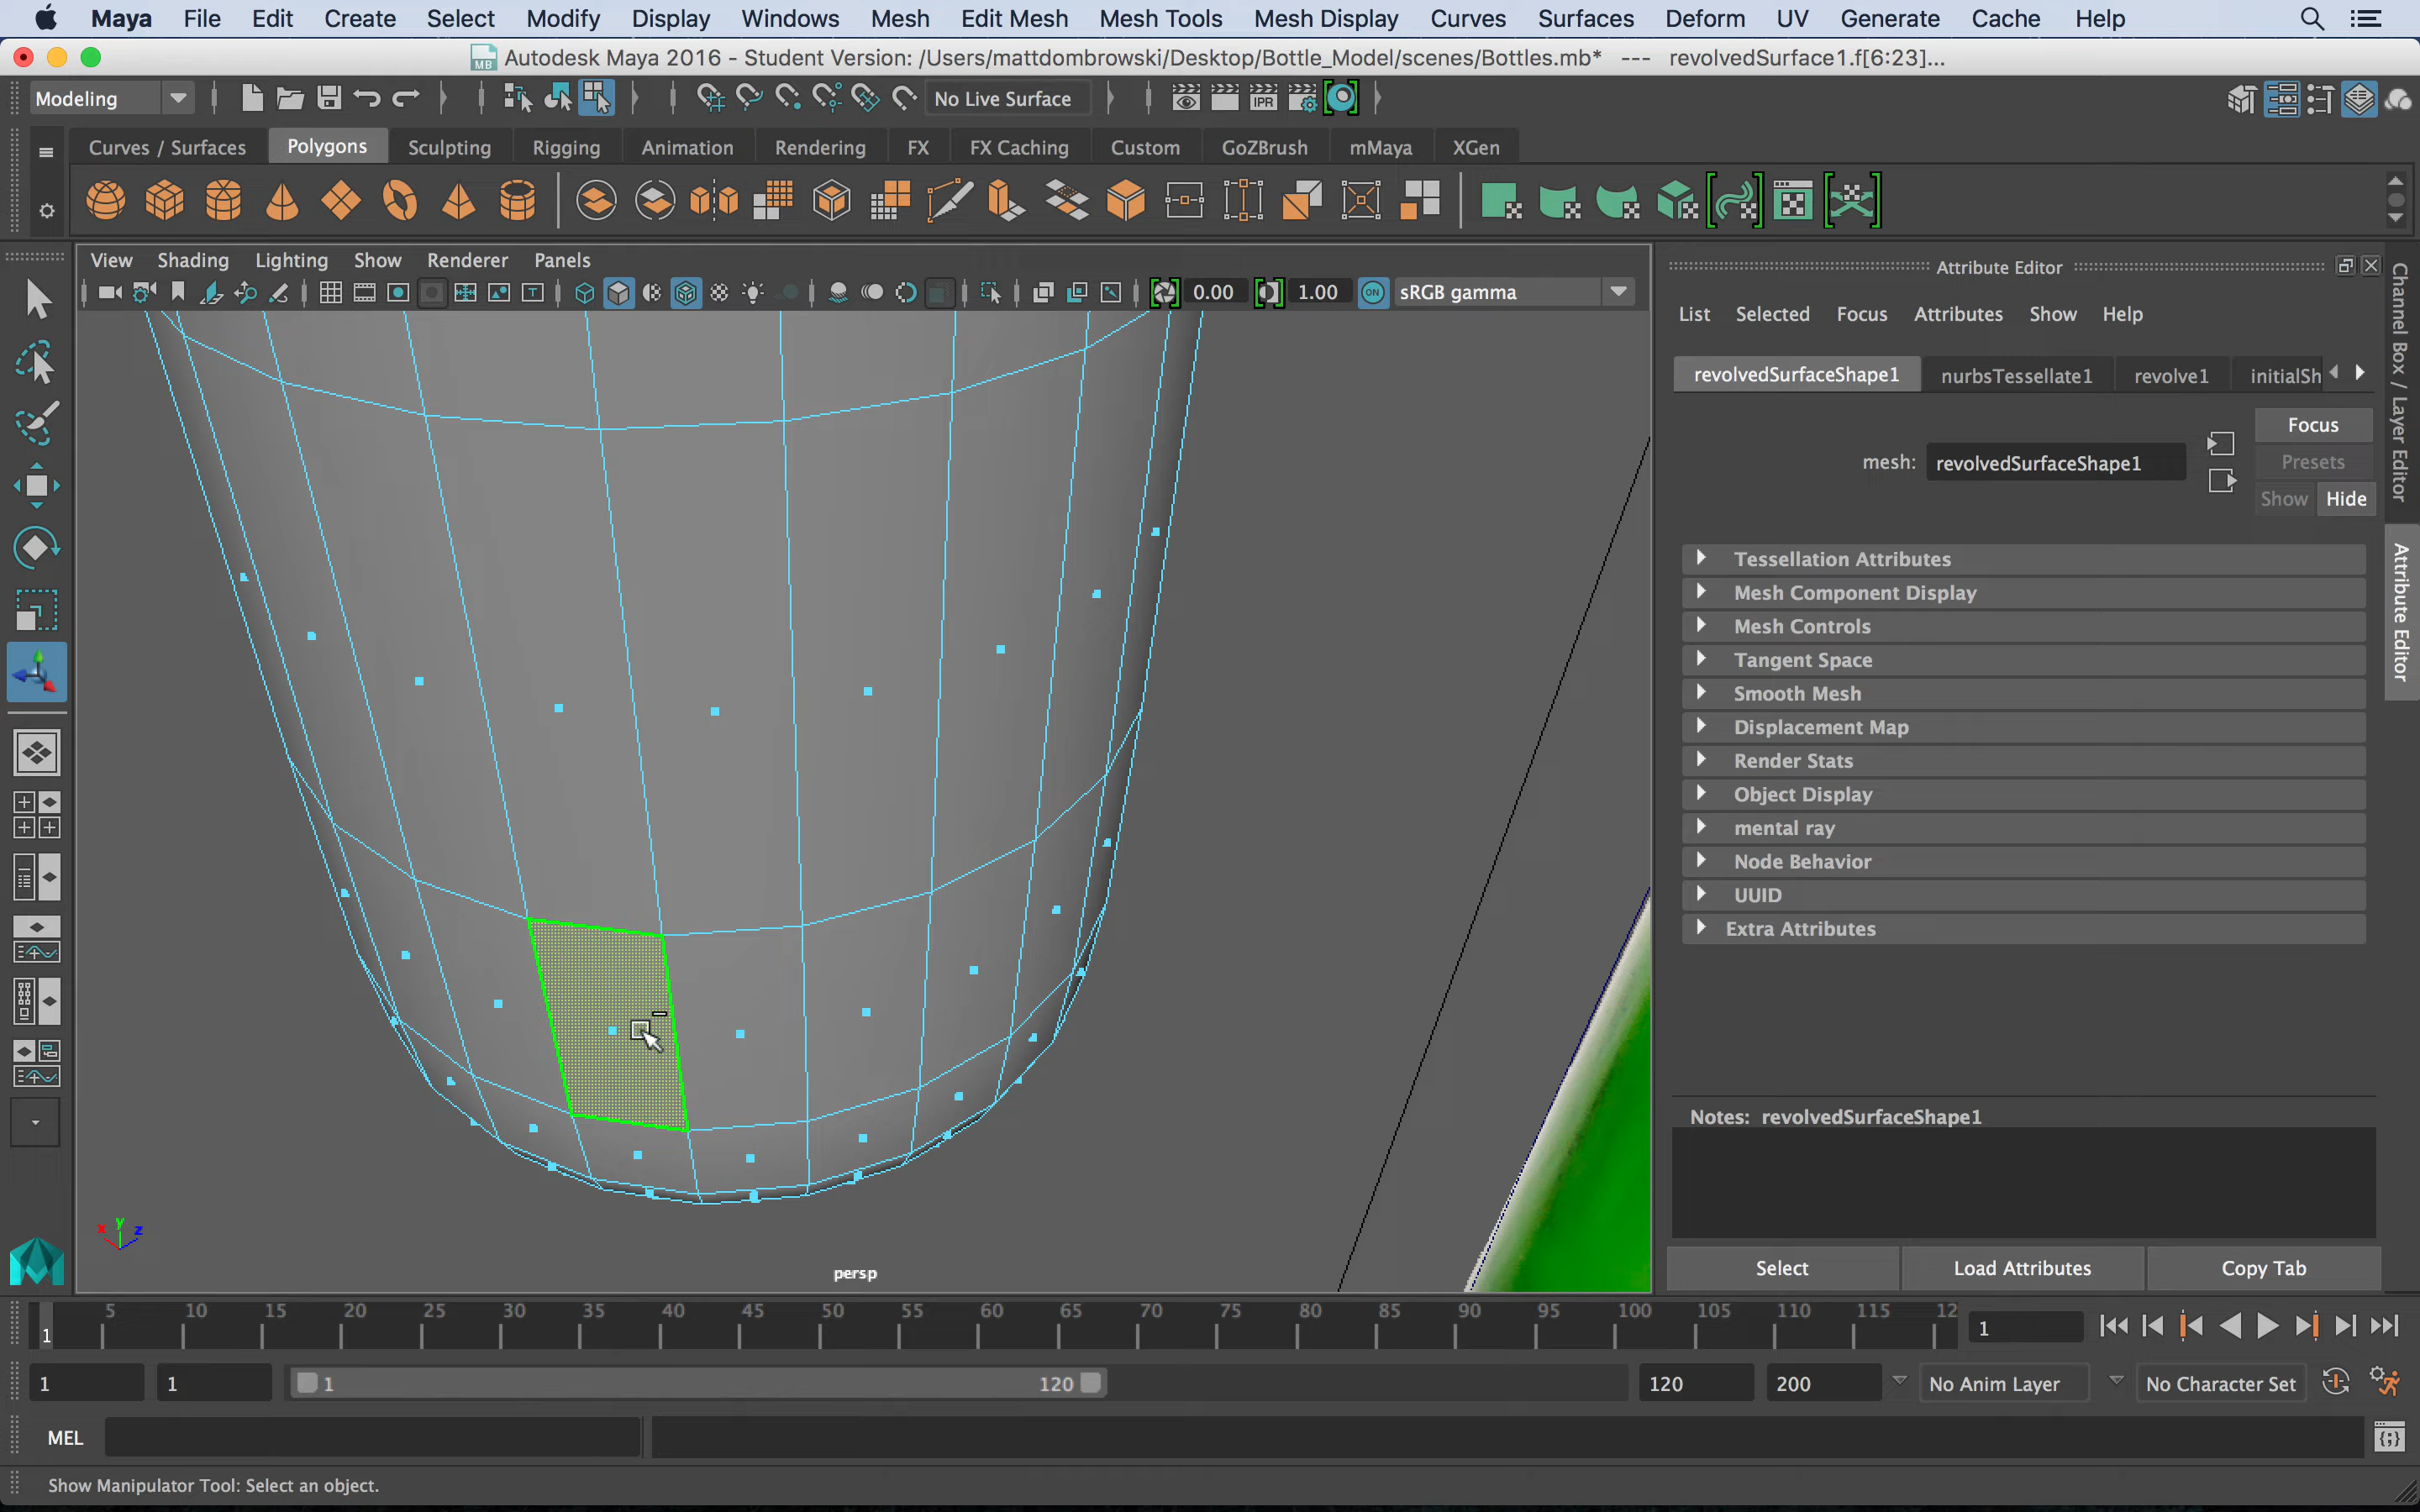 Maya File Edit Create Select Modify Display Windows Mesh Edit Mesh Mesh Tools Mesh Display Curves Surfaces Deform UV Generate Cache Help
MB Autodesk Maya 2016 - Student Version: /Users/mattdombrowski/Desktop/Bottle_Model/scenes/Bottles.mb* --- revolvedSurface1.f[6:23]...
Modeling No Live Surface IPR
Curves / Surfaces Polygons Sculpting Rigging Animation Rendering FX FX Caching Custom GoZBrush mMaya XGen
View Shading Lighting Show Renderer Panels
0.00 1.00 ON sRGB gamma
Attribute Editor
List Selected Focus Attributes Show Help
revolvedSurfaceShape1 nurbsTessellate1 revolve1 initialSh
Focus
mesh: revolvedSurfaceShape1
Presets
Show Hide
Tessellation Attributes
Mesh Component Display
Mesh Controls
Tangent Space
Smooth Mesh
Displacement Map
Render Stats
Object Display
mental ray
Node Behavior
UUID
Extra Attributes
Notes: revolvedSurfaceShape1
Select Load Attributes Copy Tab
Channel Box / Layer Editor
Attribute Editor
x y z
persp
5 10 15 20 25 30 35 40 45 50 55 60 65 70 75 80 85 90 95 100 105 110 115 12
1 1
1 1 1 120 120 200 No Anim Layer No Character Set
MEL
Show Manipulator Tool: Select an object.